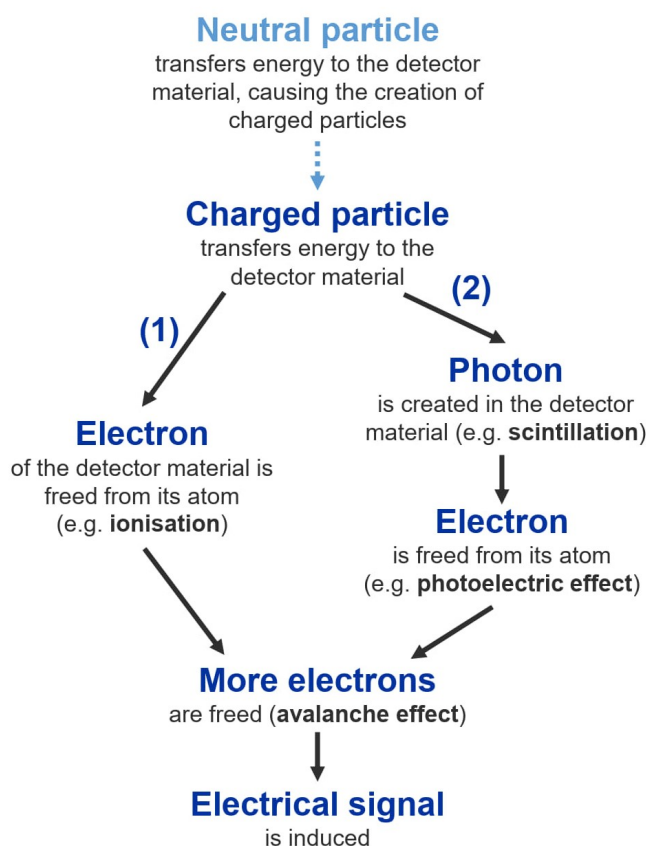 Neutral particle
transfers energy to the detector
material, causing the creation of
charged particles
Charged particle
transfers energy to the
detector material
(1)
(2)
Electron
of the detector material is
freed from its atom
(e.g. ionisation)
Photon
is created in the detector
material (e.g. scintillation)
Electron
is freed from its atom
(e.g. photoelectric effect)
More electrons
are freed (avalanche effect)
Electrical signal
is induced